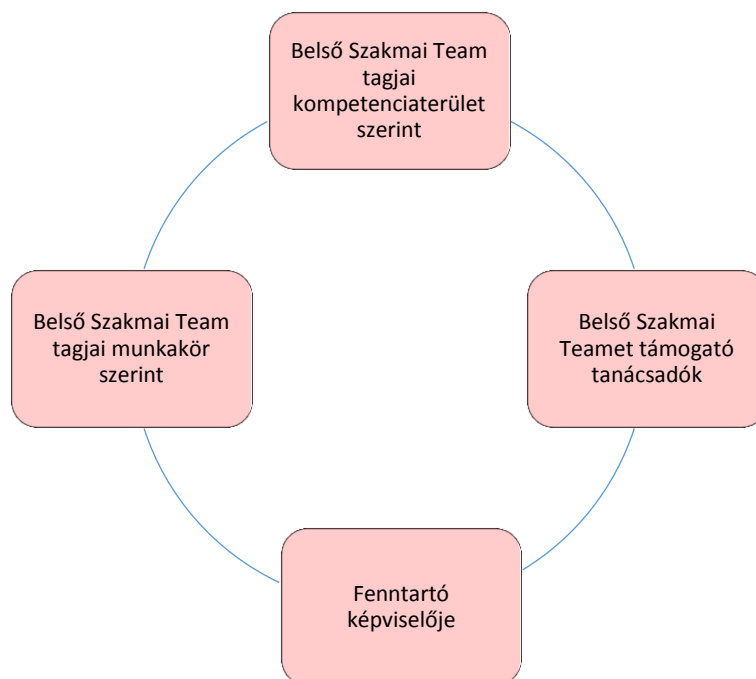 Belső Szakmai Team
tagjai
kompetenciaterület
szerint
Belső Szakmai Team
tagjai munkakör
szerint
Belső Szakmai
Teamet támogató
tanácsadók
Fenntartó
képviselője